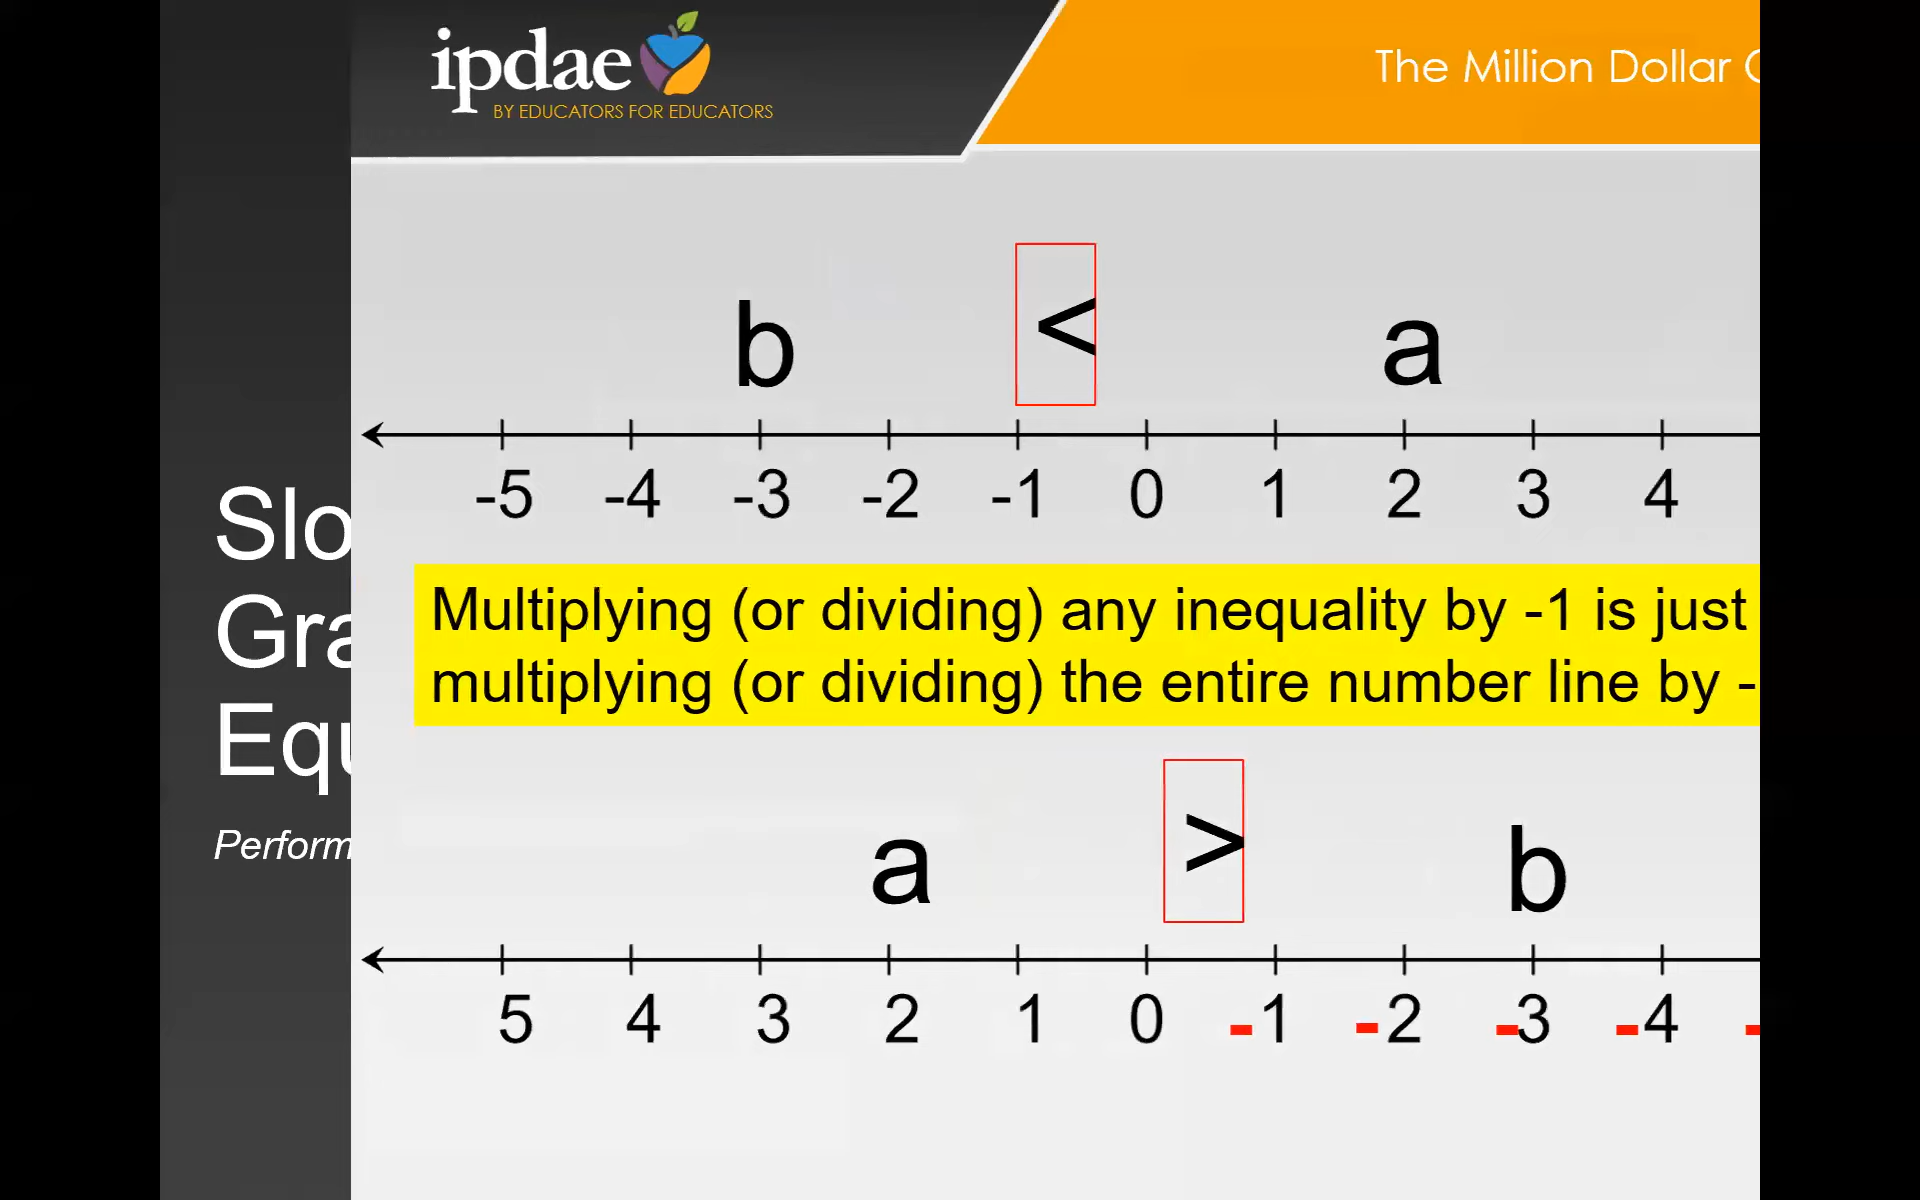 ipdae
BY EDUCATORS FOR EDUCATORS
The Million Dollar
b < a
-5 -4 -3 -2 -1 0 1 2 3 4
Slo
Gra
Equ
Perform
Multiplying (or dividing) any inequality by -1 is just
multiplying (or dividing) the entire number line by -
a > b
5 4 3 2 1 0 -1 -2 -3 -4 -